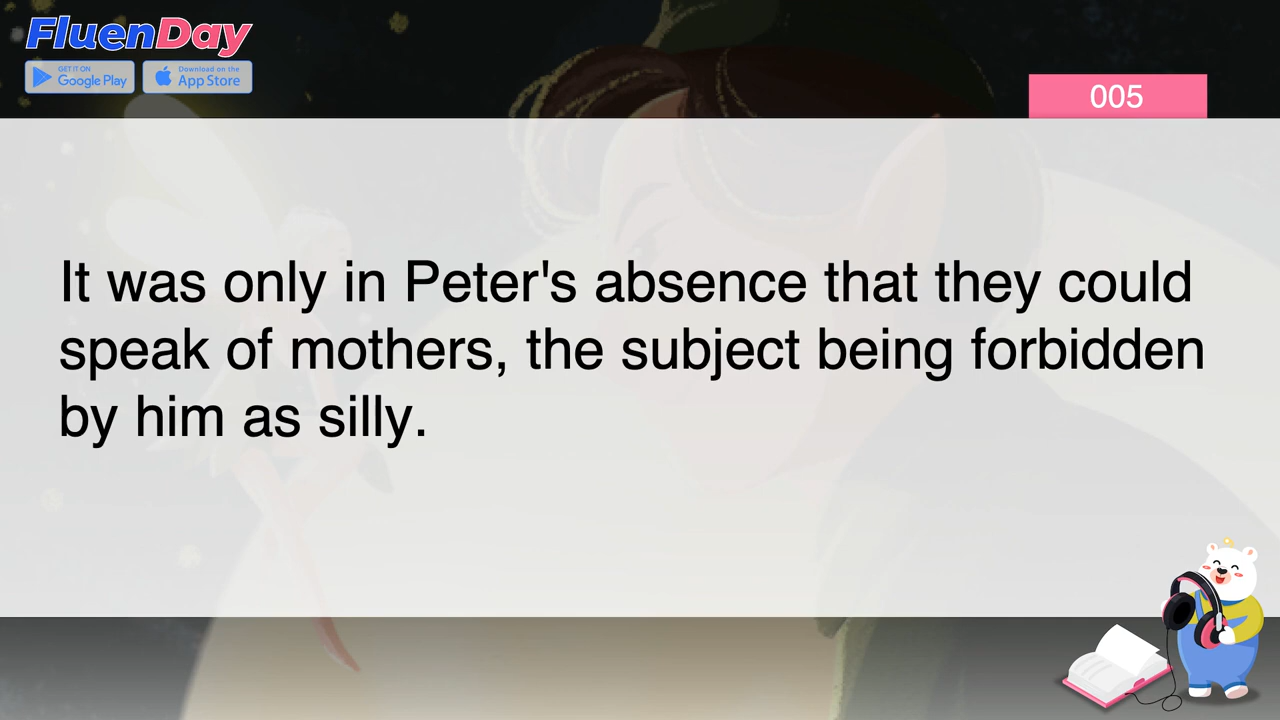 FluenDay
GET IT ON
Google Play
Download on the
App Store
005
It was only in Peter's absence that they could
speak of mothers, the subject being forbidden
by him as silly.